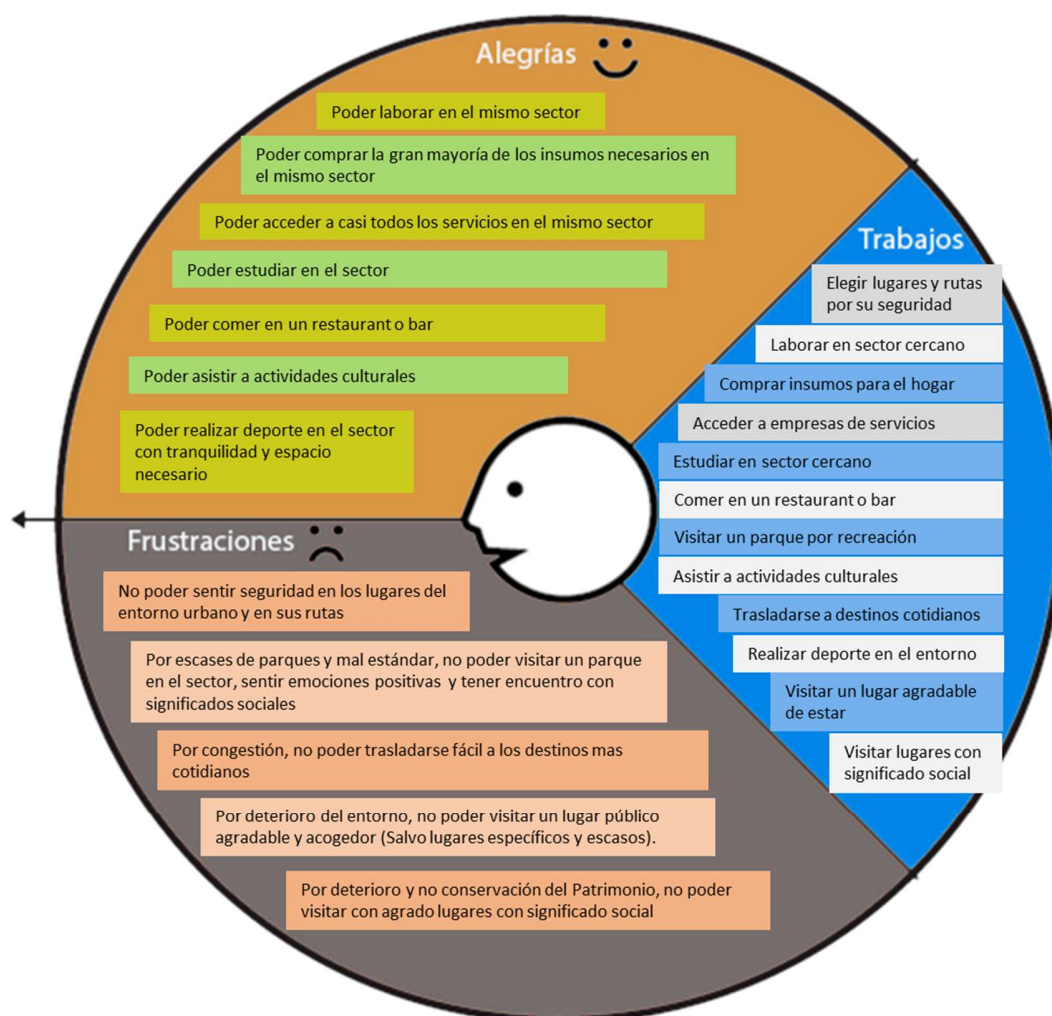 Alegrías
Poder laborar en el mismo sector
Poder comprar la gran mayoría de los insumos necesarios en
el mismo sector
Poder acceder a casi todos los servicios en el mismo sector
Poder estudiar en el sector
Poder comer en un restaurant o bar
Poder asistir a actividades culturales
Poder realizar deporte en el sector
con tranquilidad y espacio
necesario
Trabajos
Elegir lugares y rutas
por su seguridad
Laborar en sector cercano
Comprar insumos para el hogar
Acceder a empresas de servicios
Estudiar en sector cercano
Comer en un restaurant o bar
Visitar un parque por recreación
Asistir a actividades culturales
Trasladarse a destinos cotidianos
Realizar deporte en el entorno
Visitar un lugar agradable
de estar
Visitar lugares con
significado social
Frustraciones
No poder sentir seguridad en los lugares del
entorno urbano y en sus rutas
Por escases de parques y mal estándar, no poder visitar un parque
en el sector, sentir emociones positivas y tener encuentro con
significados sociales
Por congestión, no poder trasladarse fácil a los destinos mas
cotidianos
Por deterioro del entorno, no poder visitar un lugar público
agradable y acogedor (Salvo lugares específicos y escasos).
Por deterioro y no conservación del Patrimonio, no poder
visitar con agrado lugares con significado social